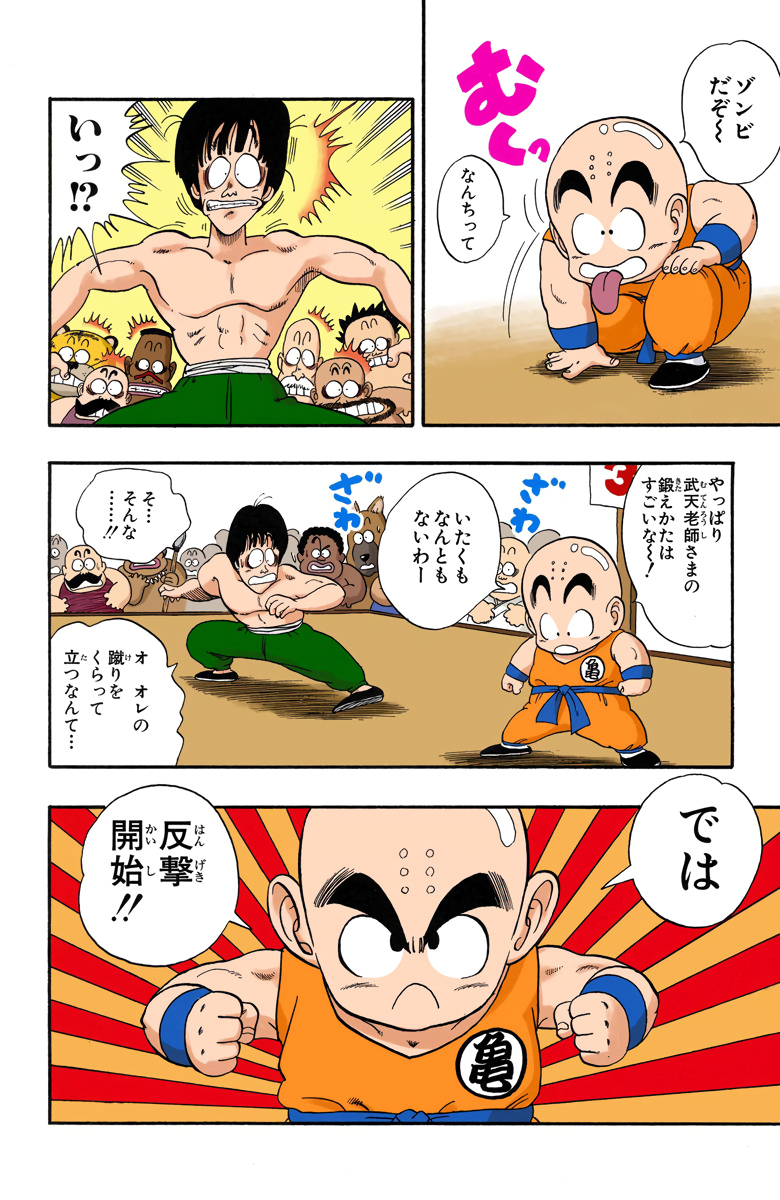 ゾンビ
だぞ〜
むくっ
なんちって
いっ!?
やっぱり
武天老師さまの
鍛えかたは
すごいな〜!
3
ざわ
いたくも
なんとも
ないわー
ざわ
そ…
そんな
……!!
オ オレの
蹴りを
くらって
立つなんて…
亀
では
反撃
開始!!
亀